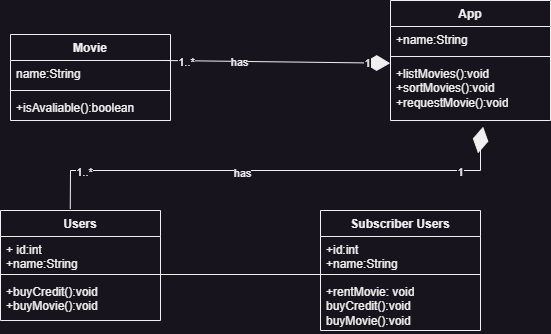 App
+name:String
+listMovies():void
+sortMovies():void
+requestMovie():void
Movie
name:String
+isAvaliable():boolean
1..*
has
1
1..*
has
1
Users
+ id:int
+name:String
+buyCredit():void
+buyMovie():void
Subscriber Users
+id:int
+name:String
+rentMovie: void
buyCredit():void
buyMovie():void